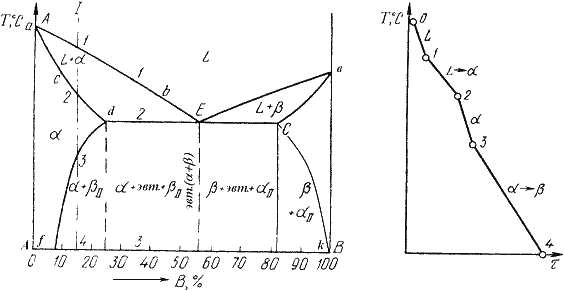 T,°C
I
a
A
1
L
L+α
1
c
b
в
2
d
2
E
L+β
C
α
3
α+β_II
α+эвт.+β_II
эвт.(α+β)
β+эвт+α_II
β
+α_II
A
f
4
3
k
B
0 10 20 30 40 50 60 70 80 90 100
B, %
T,°C
0
L
1
L→α
2
α
3
α→β
4
τ